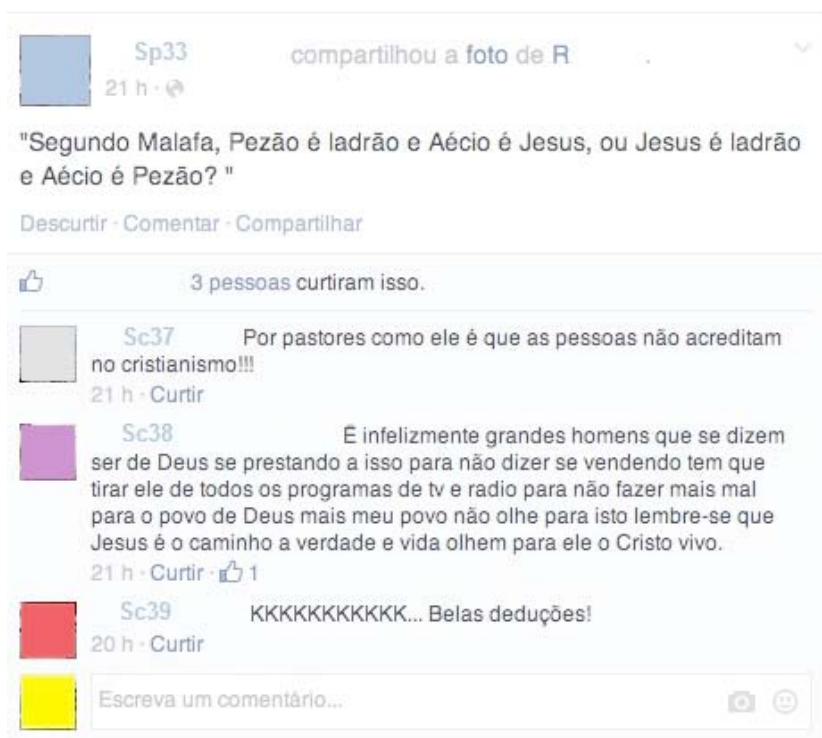 Sp33 compartilhou a foto de R .
21 h ·
"Segundo Malafa, Pezão é ladrão e Aécio é Jesus, ou Jesus é ladrão
e Aécio é Pezão? "
Descurtir · Comentar · Compartilhar
3 pessoas curtiram isso.
Sc37 Por pastores como ele é que as pessoas não acreditam
no cristianismo!!!
21 h · Curtir
Sc38 É infelizmente grandes homens que se dizem
ser de Deus se prestando a isso para não dizer se vendendo tem que
tirar ele de todos os programas de tv e radio para não fazer mais mal
para o povo de Deus mais meu povo não olhe para isto lembre-se que
Jesus é o caminho a verdade e vida olhem para ele o Cristo vivo.
21 h · Curtir · 1
Sc39 KKKKKKKKKKK... Belas deduções!
20 h · Curtir
Escreva um comentário...